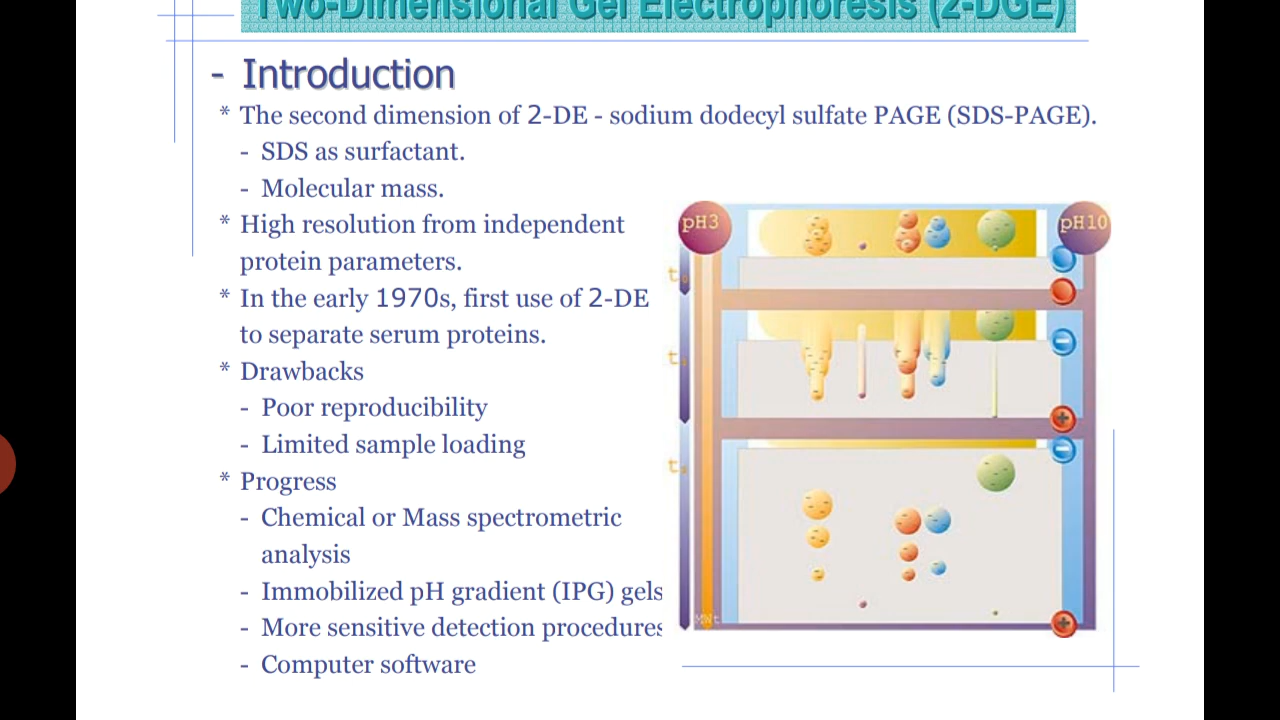 Two-Dimensional Gel Electrophoresis (2-DGE)
- Introduction
* The second dimension of 2-DE - sodium dodecyl sulfate PAGE (SDS-PAGE).
- SDS as surfactant.
- Molecular mass.
* High resolution from independent
protein parameters.
* In the early 1970s, first use of 2-DE
to separate serum proteins.
* Drawbacks
- Poor reproducibility
- Limited sample loading
* Progress
- Chemical or Mass spectrometric
analysis
- Immobilized pH gradient (IPG) gels
- More sensitive detection procedures
- Computer software
pH3
pH10
MWt